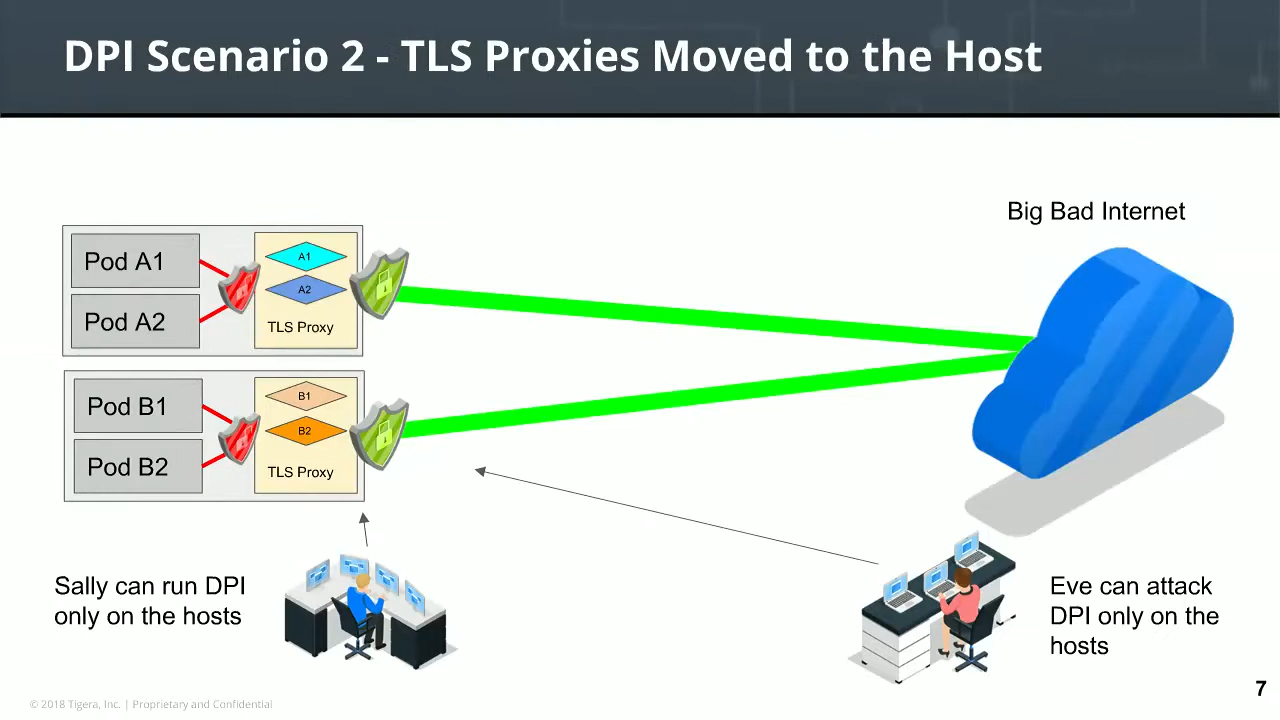 DPI Scenario 2 - TLS Proxies Moved to the Host
Big Bad Internet
Pod A1
Pod A2
A1
A2
TLS Proxy
Pod B1
Pod B2
B1
B2
TLS Proxy
Sally can run DPI
only on the hosts
Eve can attack
DPI only on the
hosts
© 2018 Tigera, Inc. | Proprietary and Confidential
7